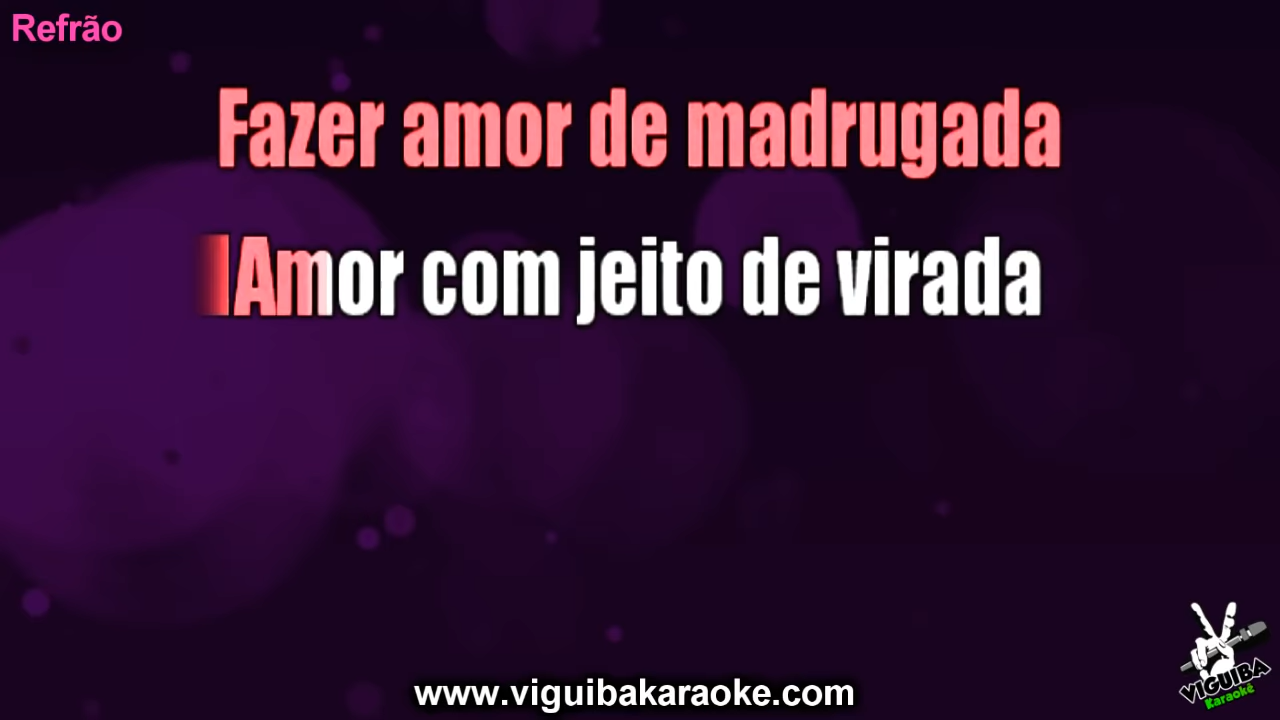 Refrão
Fazer amor de madrugada
Amor com jeito de virada
www.viguibakaraoke.com
VIGUIBA
Karaokê